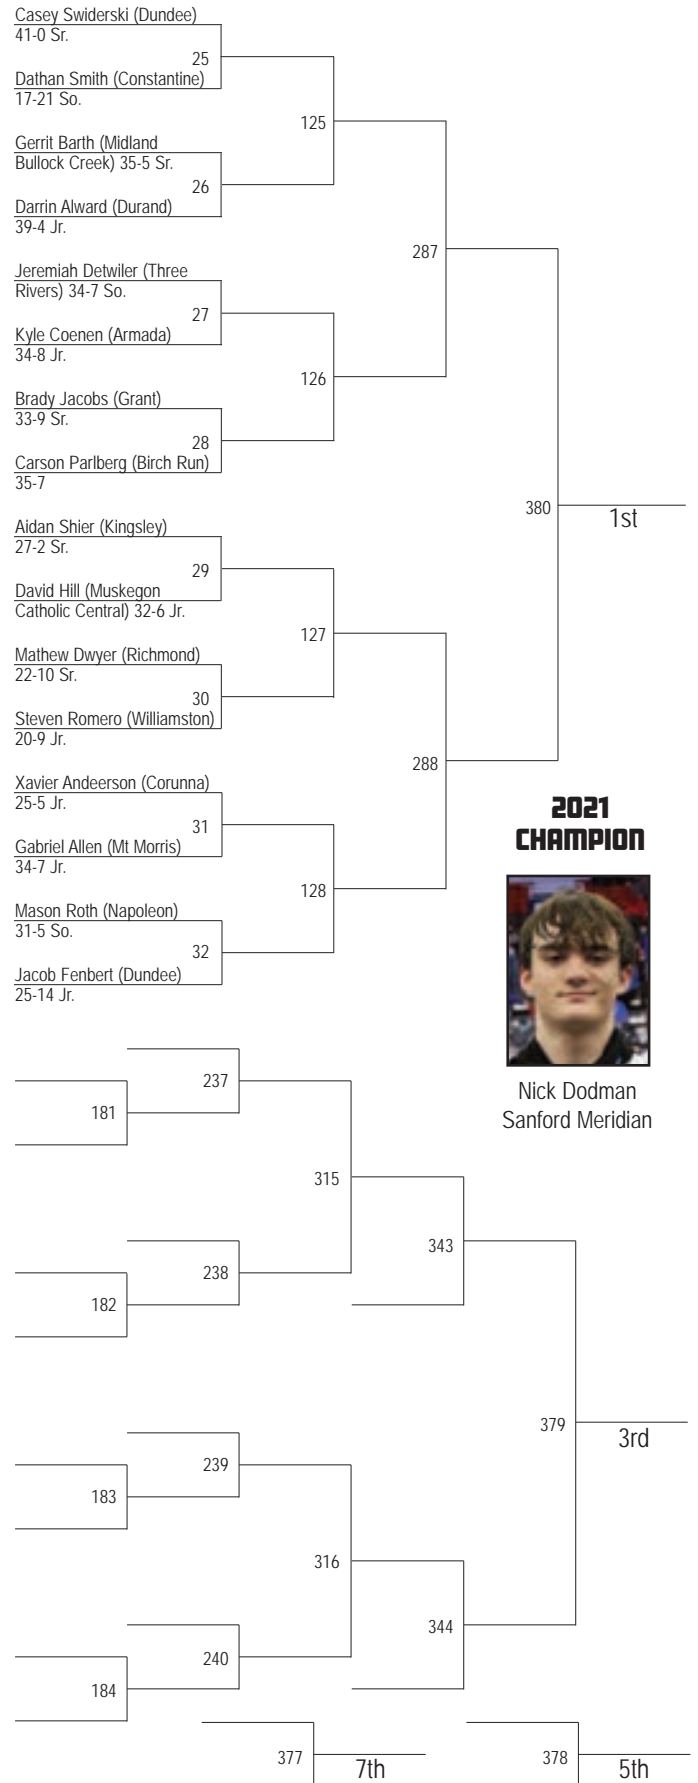 Casey Swiderski (Dundee)
41-0 Sr.
25
Dathan Smith (Constantine)
17-21 So.
125
Gerrit Barth (Midland
Bullock Creek) 35-5 Sr.
26
Darrin Alward (Durand)
39-4 Jr.
287
Jeremiah Detwiler (Three
Rivers) 34-7 So.
27
Kyle Coenen (Armada)
34-8 Jr.
126
Brady Jacobs (Grant)
33-9 Sr.
28
Carson Parlberg (Birch Run)
35-7
380
1st
Aidan Shier (Kingsley)
27-2 Sr.
29
David Hill (Muskegon
Catholic Central) 32-6 Jr.
127
Mathew Dwyer (Richmond)
22-10 Sr.
30
Steven Romero (Williamston)
20-9 Jr.
288
Xavier Andeerson (Corunna)
25-5 Jr.
31
Gabriel Allen (Mt Morris)
34-7 Jr.
128
Mason Roth (Napoleon)
31-5 So.
32
Jacob Fenbert (Dundee)
25-14 Jr.
2021
CHAMPION
Nick Dodman
Sanford Meridian
237
181
315
238
182
343
379
3rd
239
183
316
344
240
184
377
7th
378
5th